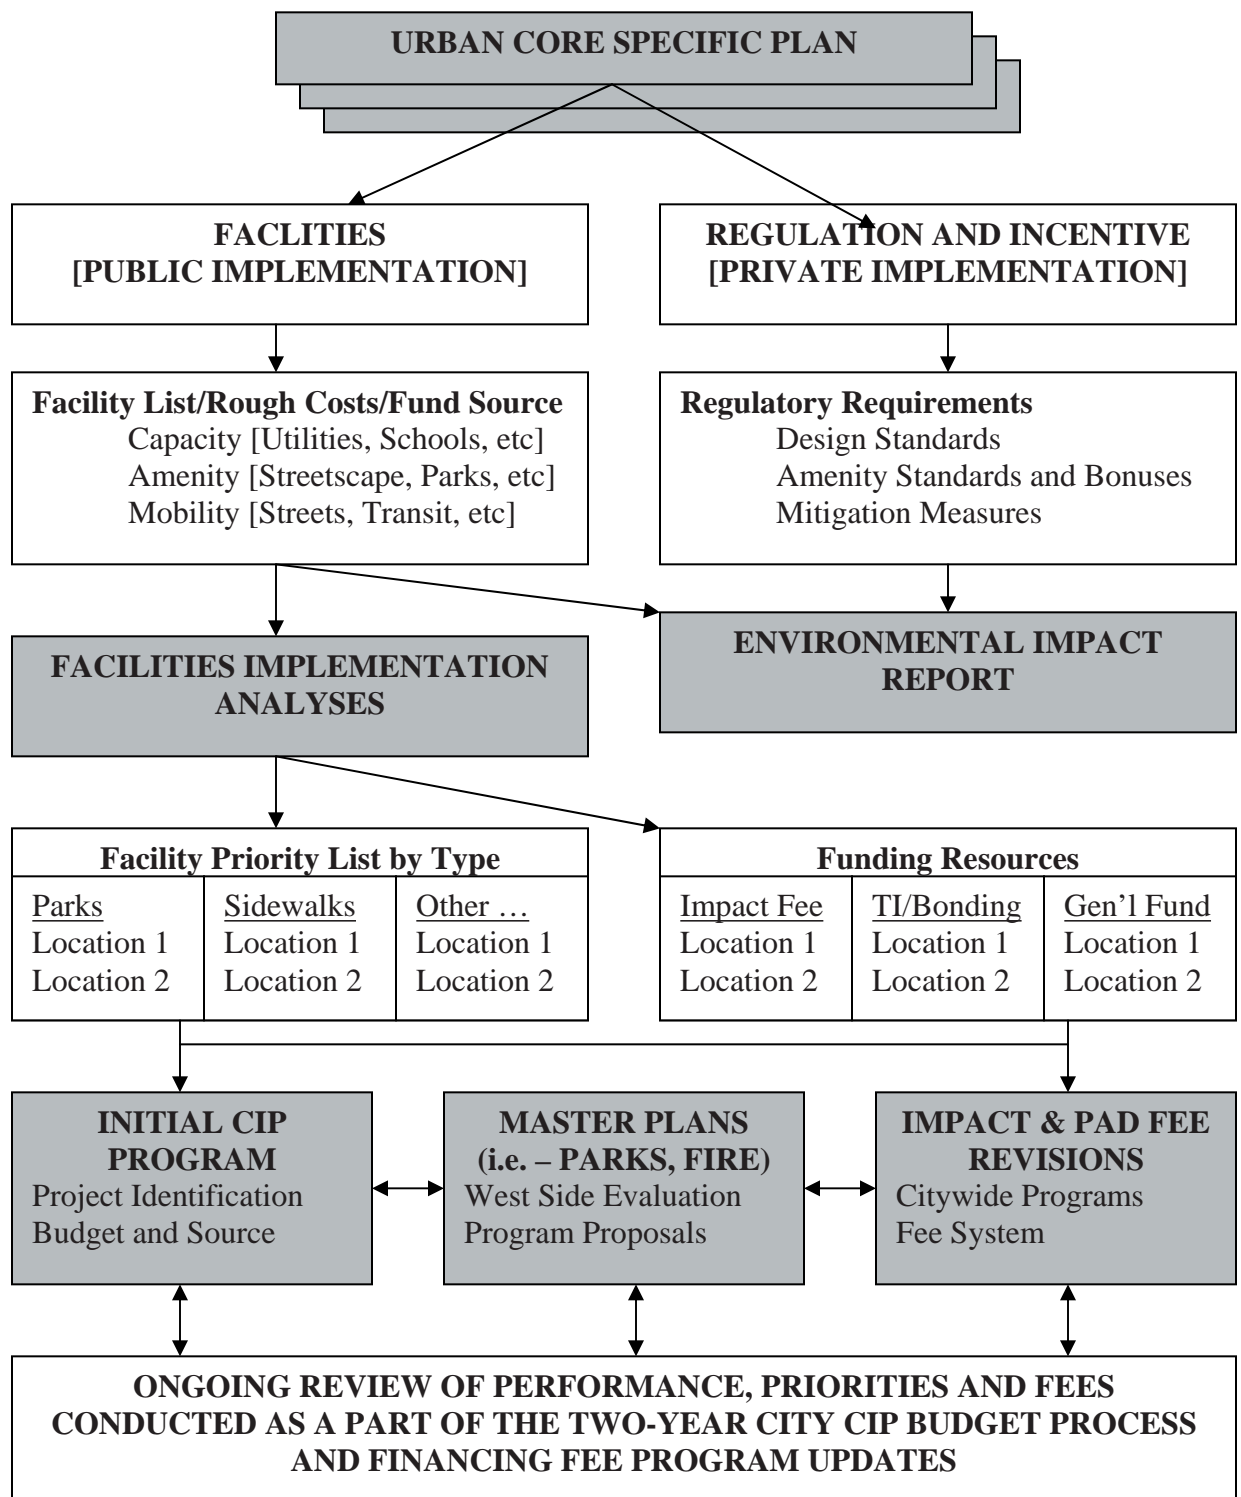 URBAN CORE SPECIFIC PLAN
FACLITIES
[PUBLIC IMPLEMENTATION]
REGULATION AND INCENTIVE
[PRIVATE IMPLEMENTATION]
Facility List/Rough Costs/Fund Source
Capacity [Utilities, Schools, etc]
Amenity [Streetscape, Parks, etc]
Mobility [Streets, Transit, etc]
Regulatory Requirements
Design Standards
Amenity Standards and Bonuses
Mitigation Measures
FACILITIES IMPLEMENTATION
ANALYSES
ENVIRONMENTAL IMPACT
REPORT
Facility Priority List by Type
Parks
Location 1
Location 2
Sidewalks
Location 1
Location 2
Other …
Location 1
Location 2
Funding Resources
Impact Fee
Location 1
Location 2
TI/Bonding
Location 1
Location 2
Gen’l Fund
Location 1
Location 2
INITIAL CIP
PROGRAM
Project Identification
Budget and Source
MASTER PLANS
(i.e. – PARKS, FIRE)
West Side Evaluation
Program Proposals
IMPACT & PAD FEE
REVISIONS
Citywide Programs
Fee System
ONGOING REVIEW OF PERFORMANCE, PRIORITIES AND FEES
CONDUCTED AS A PART OF THE TWO-YEAR CITY CIP BUDGET PROCESS
AND FINANCING FEE PROGRAM UPDATES